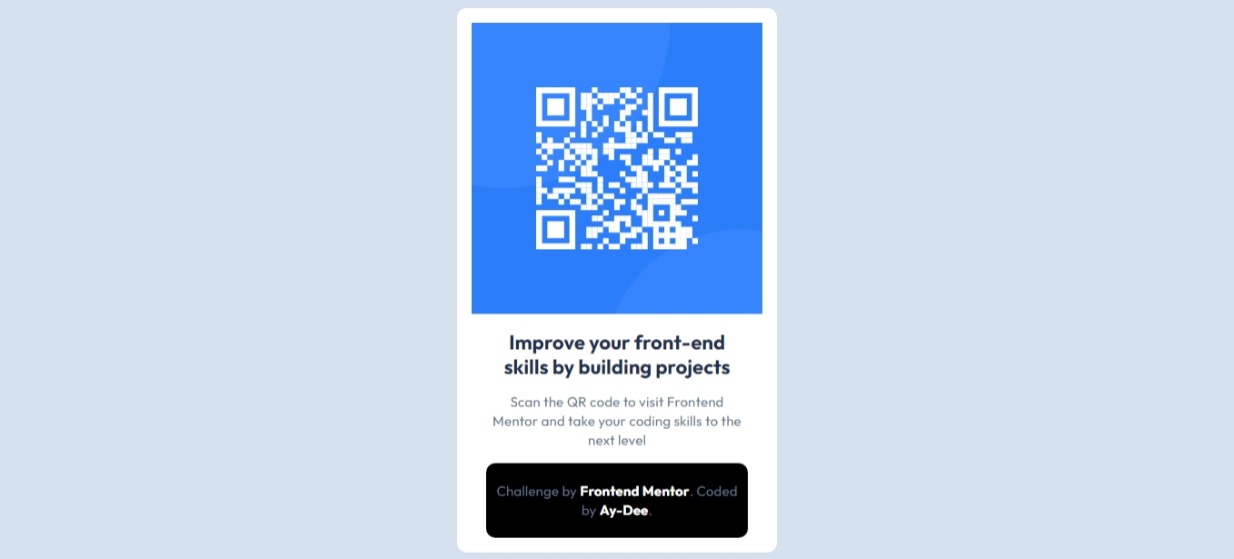 Improve your front-end
skills by building projects
Scan the QR code to visit Frontend
Mentor and take your coding skills to the
next level
Challenge by Frontend Mentor. Coded
by Ay-Dee.